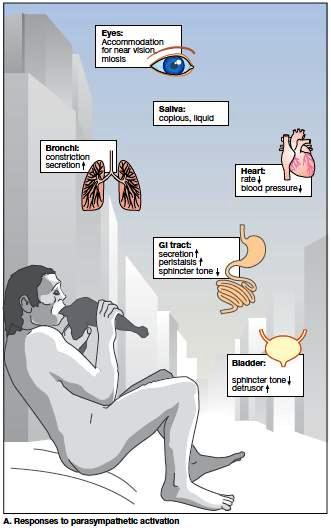 Eyes:
Accommodation
for near vision,
miosis
Saliva:
copious, liquid
Bronchi:
constriction
secretion ↑
Heart:
rate ↓
blood pressure ↓
GI tract:
secretion ↑
peristalsis ↑
sphincter tone ↓
Bladder:
sphincter tone ↓
detrusor ↑
A. Responses to parasympathetic activation